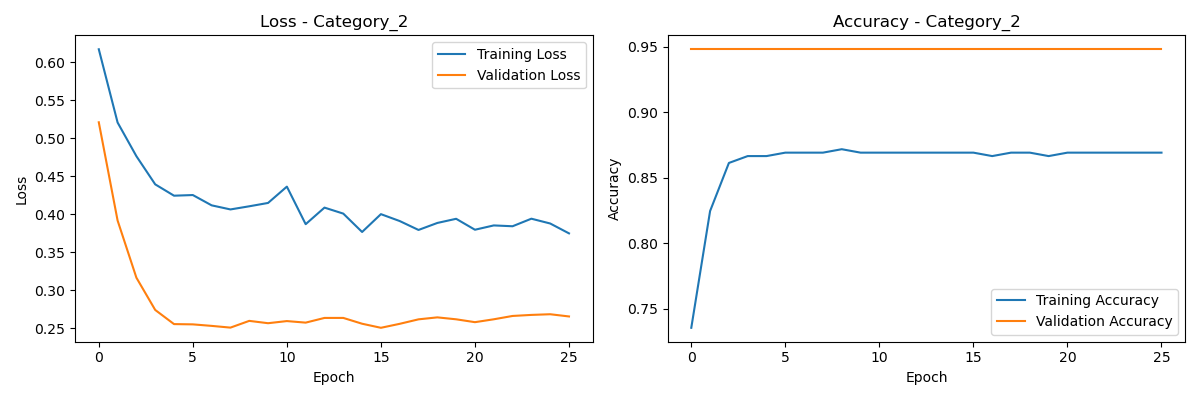 Loss - Category_2
0.60
0.55
0.50
0.45
0.40
0.35
0.30
0.25
Loss
Training Loss
Validation Loss
0 5 10 15 20 25
Epoch
Accuracy - Category_2
0.95
0.90
0.85
0.80
0.75
Accuracy
Training Accuracy
Validation Accuracy
0 5 10 15 20 25
Epoch